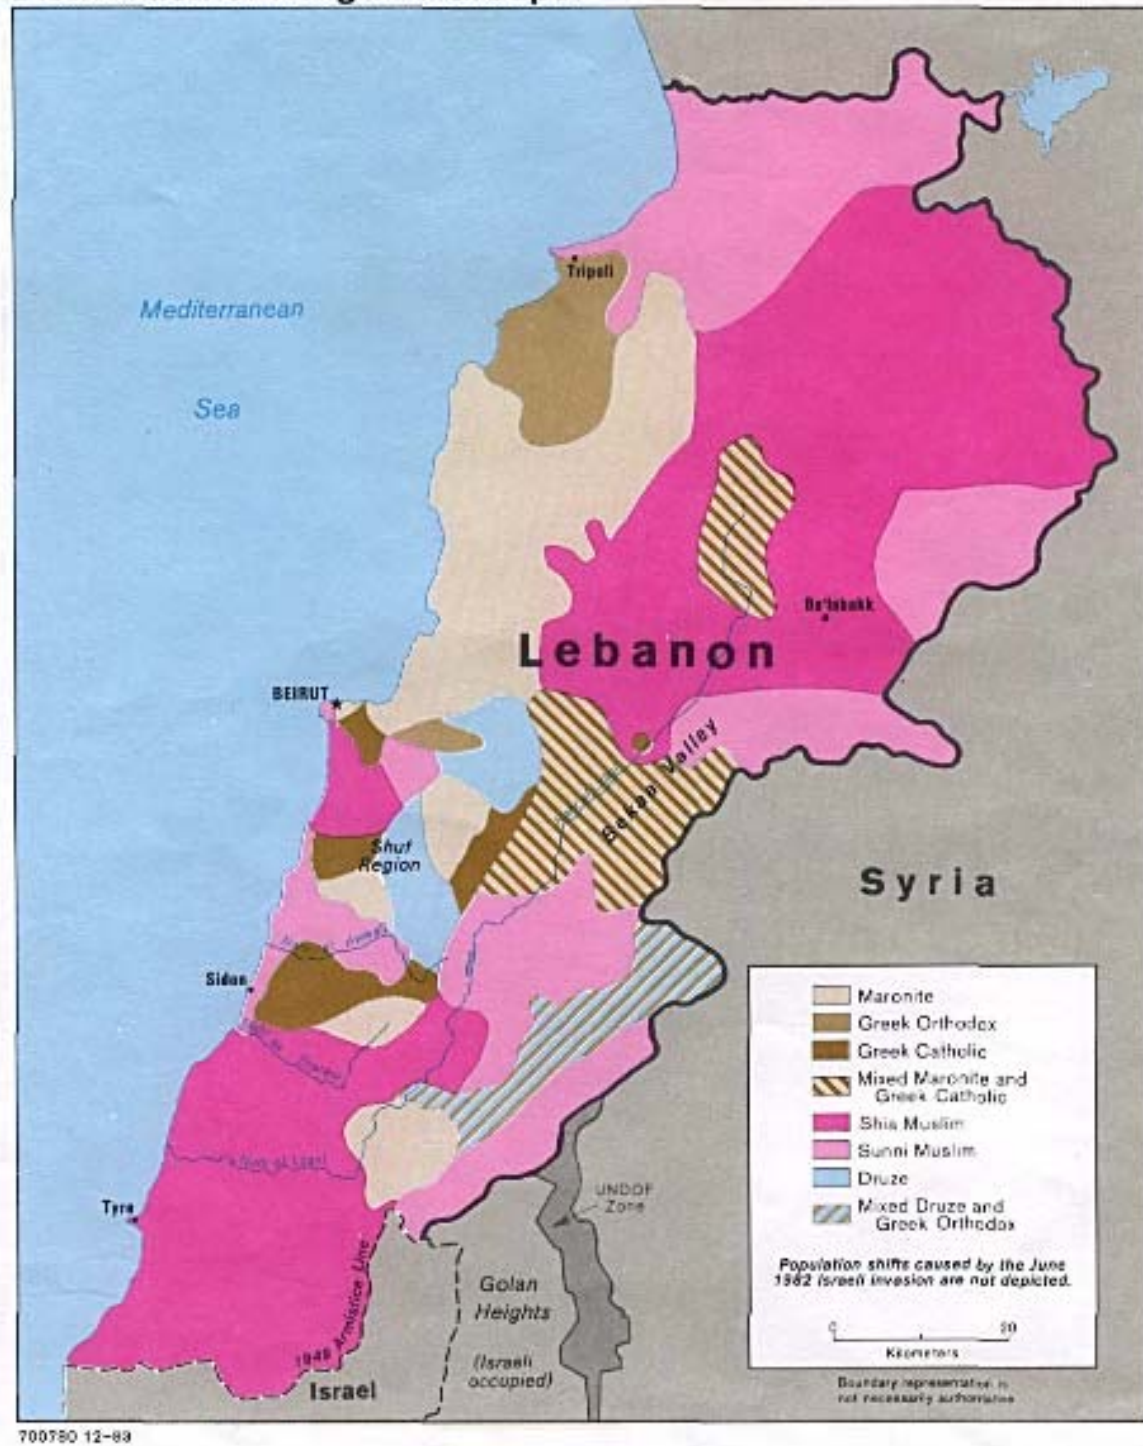 Mediterranean
Sea
Tripoli
Ba'labakk
Lebanon
BEIRUT
Bekaa Valley
Shuf
Region
Syria
Sidon
Tyre
UNDOF
Zone
Golan
Heights
(Israeli
occupied)
1949 Armistice Line
Israel
Maronite
Greek Orthodox
Greek Catholic
Mixed Maronite and
Greek Catholic
Shia Muslim
Sunni Muslim
Druze
Mixed Druze and
Greek Orthodox
Population shifts caused by the June
1982 Israeli invasion are not depicted.
0 20
Kilometers
Boundary representation is
not necessarily authoritative
700780 12-83